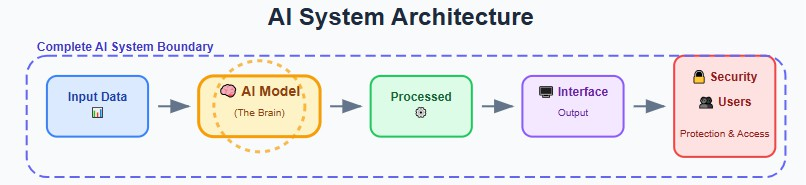 AI System Architecture
Complete AI System Boundary
Input Data
AI Model
(The Brain)
Processed
Interface
Output
Security
Users
Protection & Access